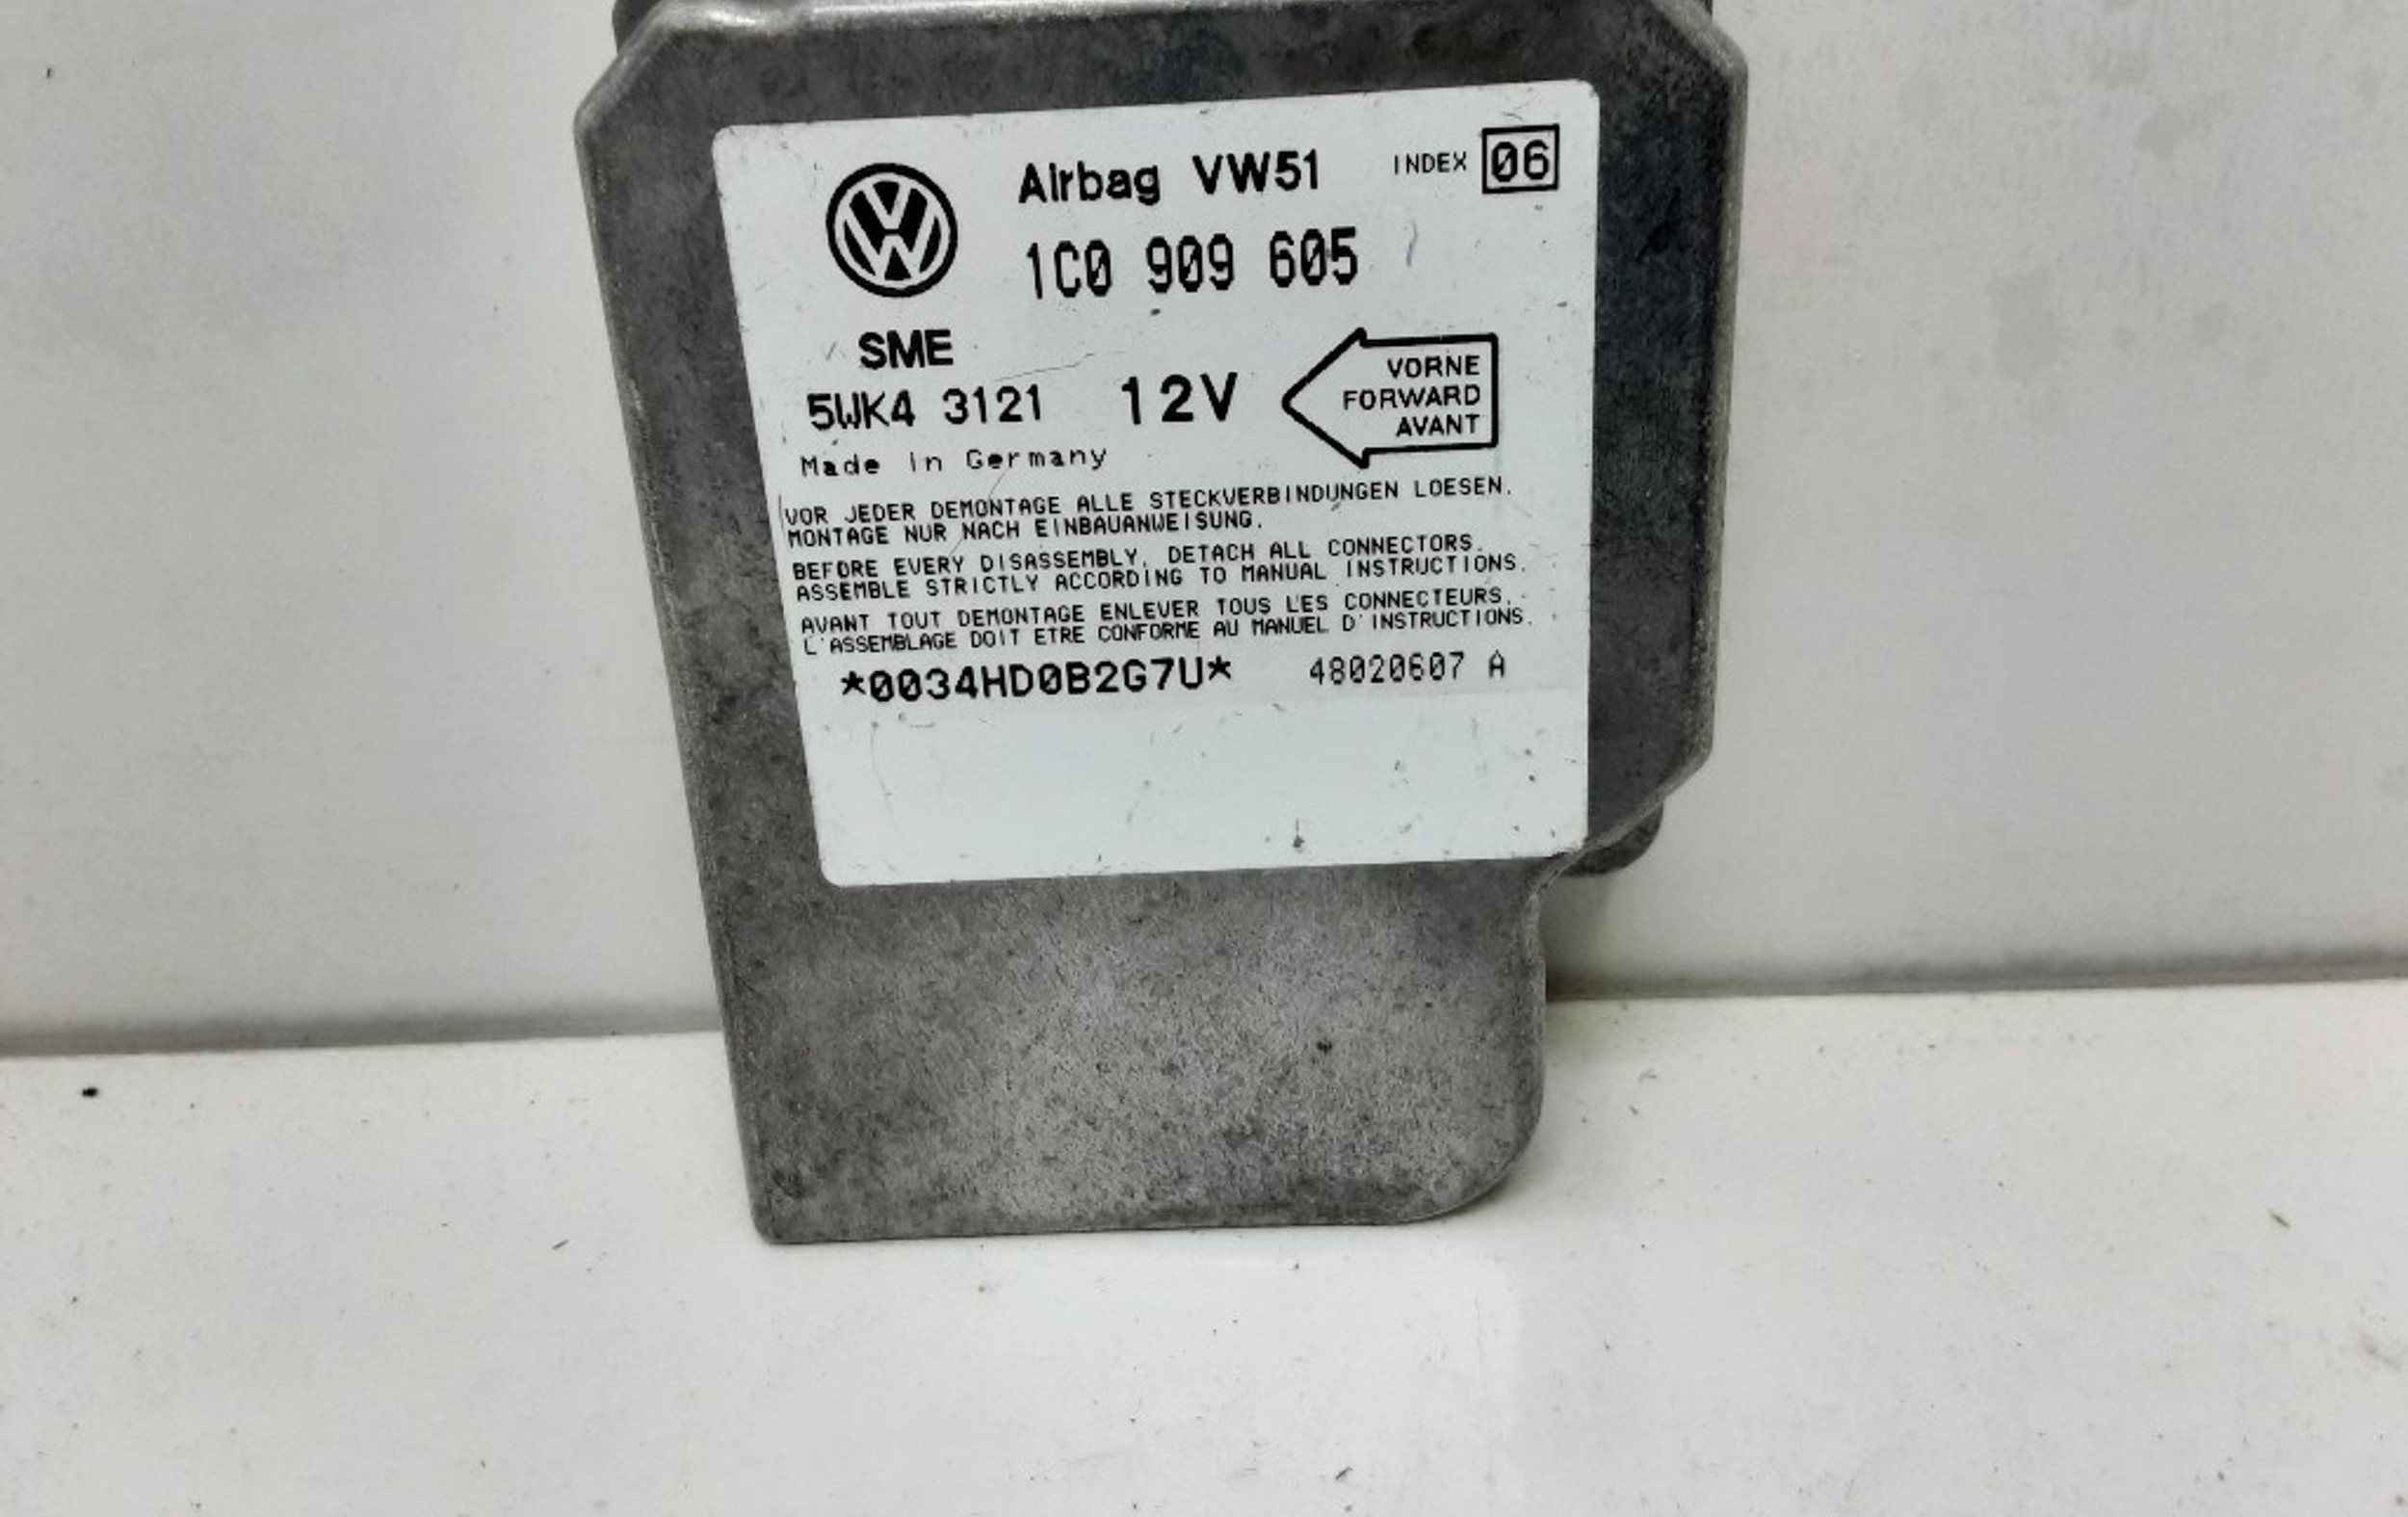 Airbag VW51 INDEX 06
1C0 909 605
SME
5WK4 3121 12V
VORNE
FORWARD
AVANT
Made in Germany
VOR JEDER DEMONTAGE ALLE STECKVERBINDUNGEN LOESEN.
MONTAGE NUR NACH EINBAUANWEISUNG.
BEFORE EVERY DISASSEMBLY, DETACH ALL CONNECTORS.
ASSEMBLE STRICTLY ACCORDING TO MANUAL INSTRUCTIONS.
AVANT TOUT DEMONTAGE ENLEVER TOUS LES CONNECTEURS.
L'ASSEMBLAGE DOIT ETRE CONFORME AU MANUEL D'INSTRUCTIONS.
*0034HD0B2G7U* 48020607 A